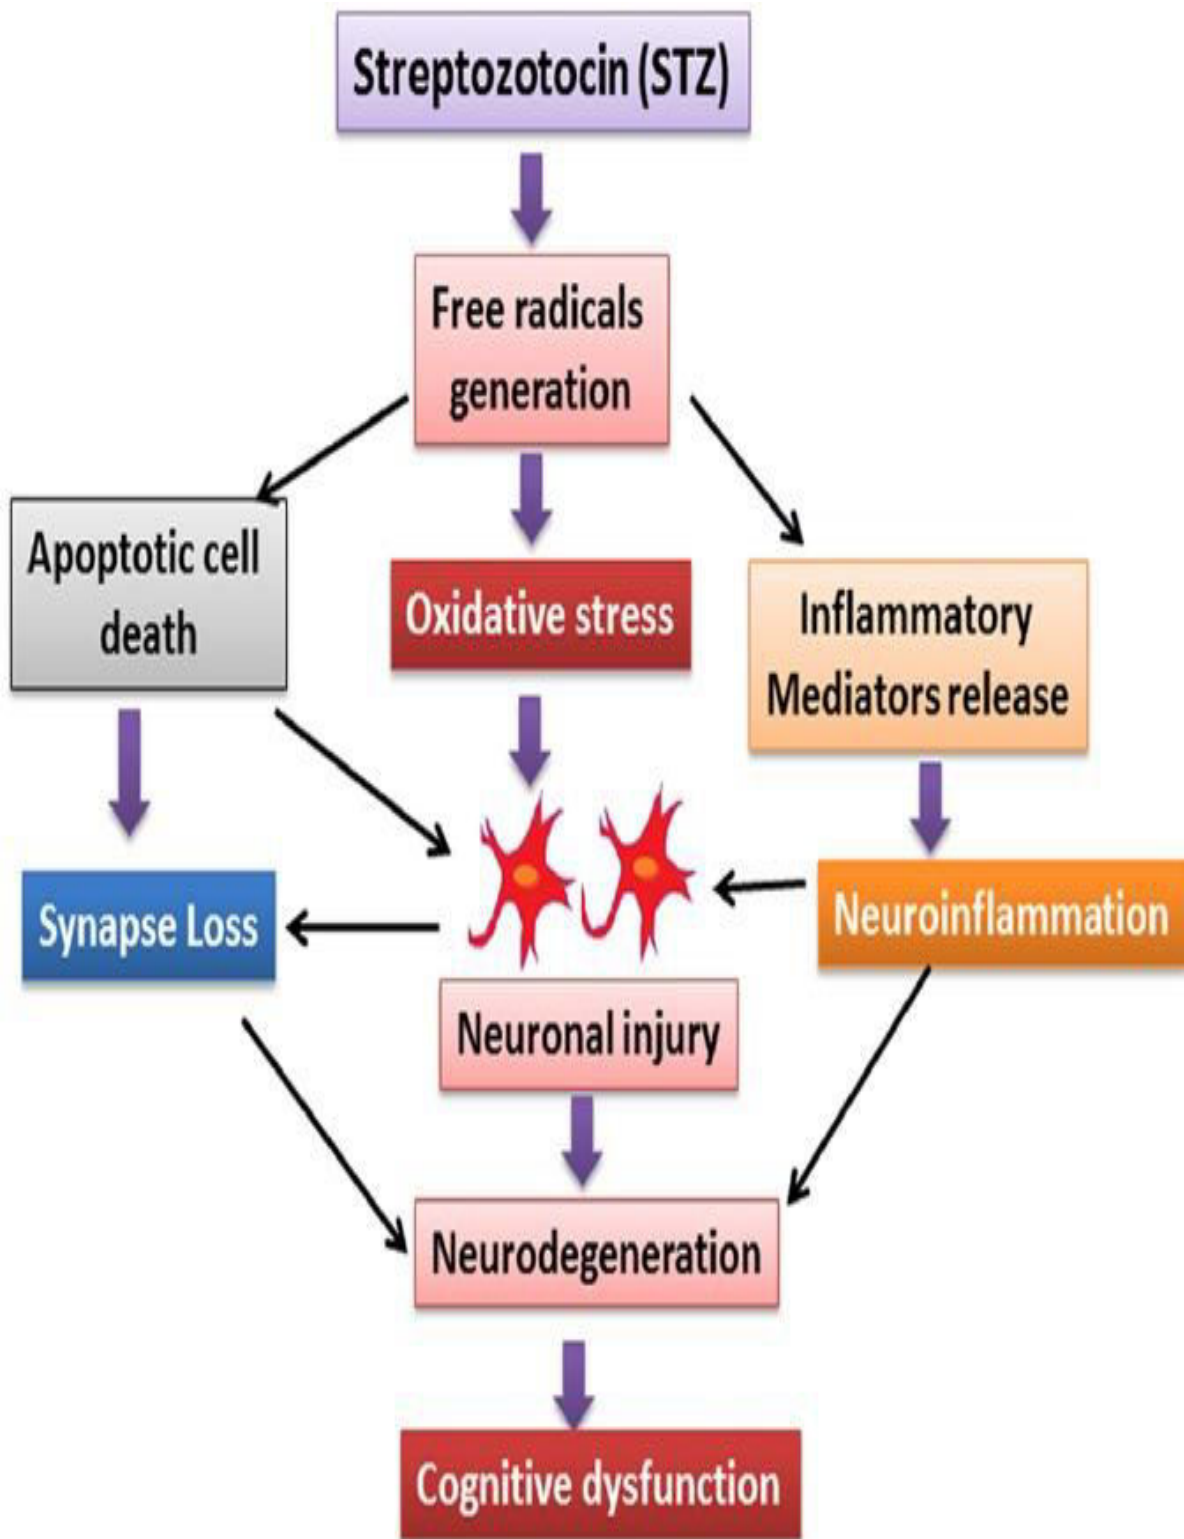 Streptozotocin (STZ)
Free radicals
generation
Apoptotic cell
death
Oxidative stress
Inflammatory
Mediators release
Synapse Loss
Neuroinflammation
Neuronal injury
Neurodegeneration
Cognitive dysfunction